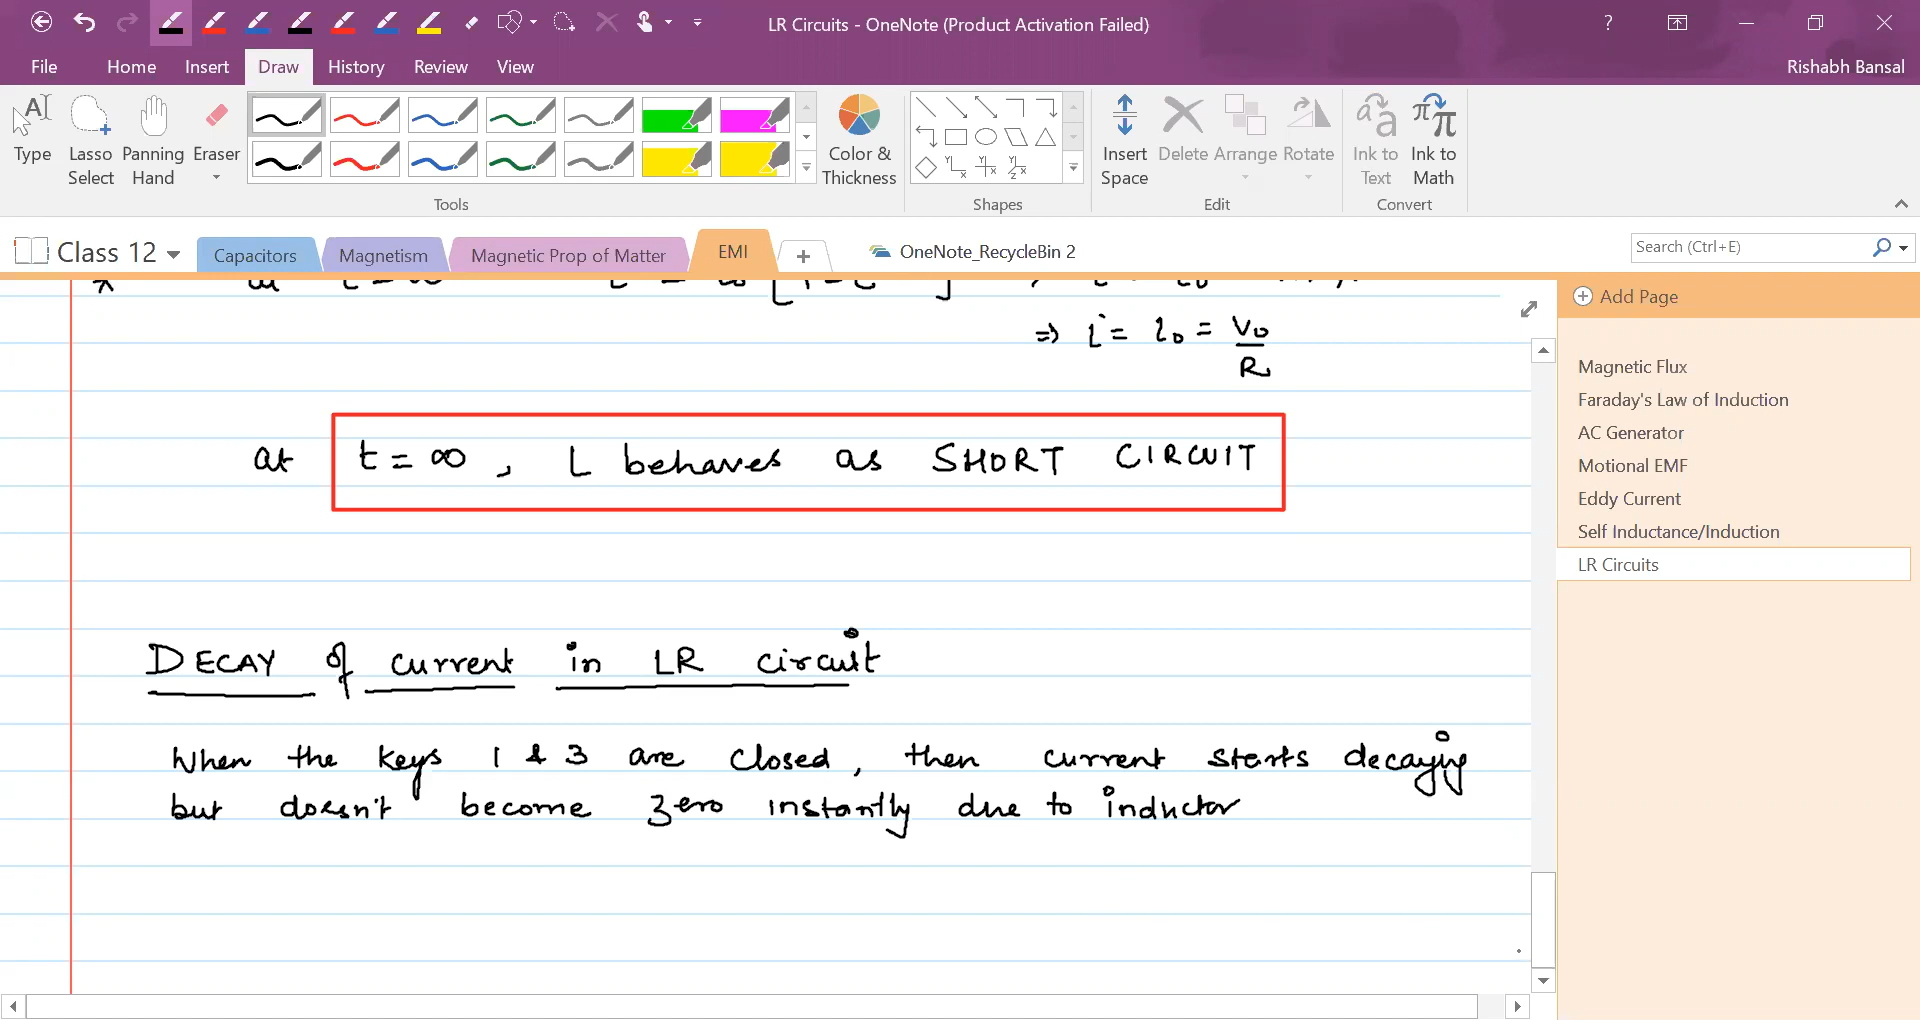 LR Circuits - OneNote (Product Activation Failed)
?
File Home Insert Draw History Review View
Rishabh Bansal
Type
Lasso Select
Panning Hand
Eraser
Color & Thickness
Insert Space
Delete
Arrange
Rotate
Ink to Text
Ink to Math
Tools
Shapes
Edit
Convert
Class 12
Capacitors
Magnetism
Magnetic Prop of Matter
EMI
OneNote_RecycleBin 2
Search (Ctrl+E)
⇒ i = i₀ = V₀/R
at t = ∞ , L behaves as SHORT CIRCUIT
DECAY of current in LR circuit
When the keys 1 & 3 are closed, then current starts decaying
but doesn't become zero instantly due to inductor
Add Page
Magnetic Flux
Faraday's Law of Induction
AC Generator
Motional EMF
Eddy Current
Self Inductance/Induction
LR Circuits